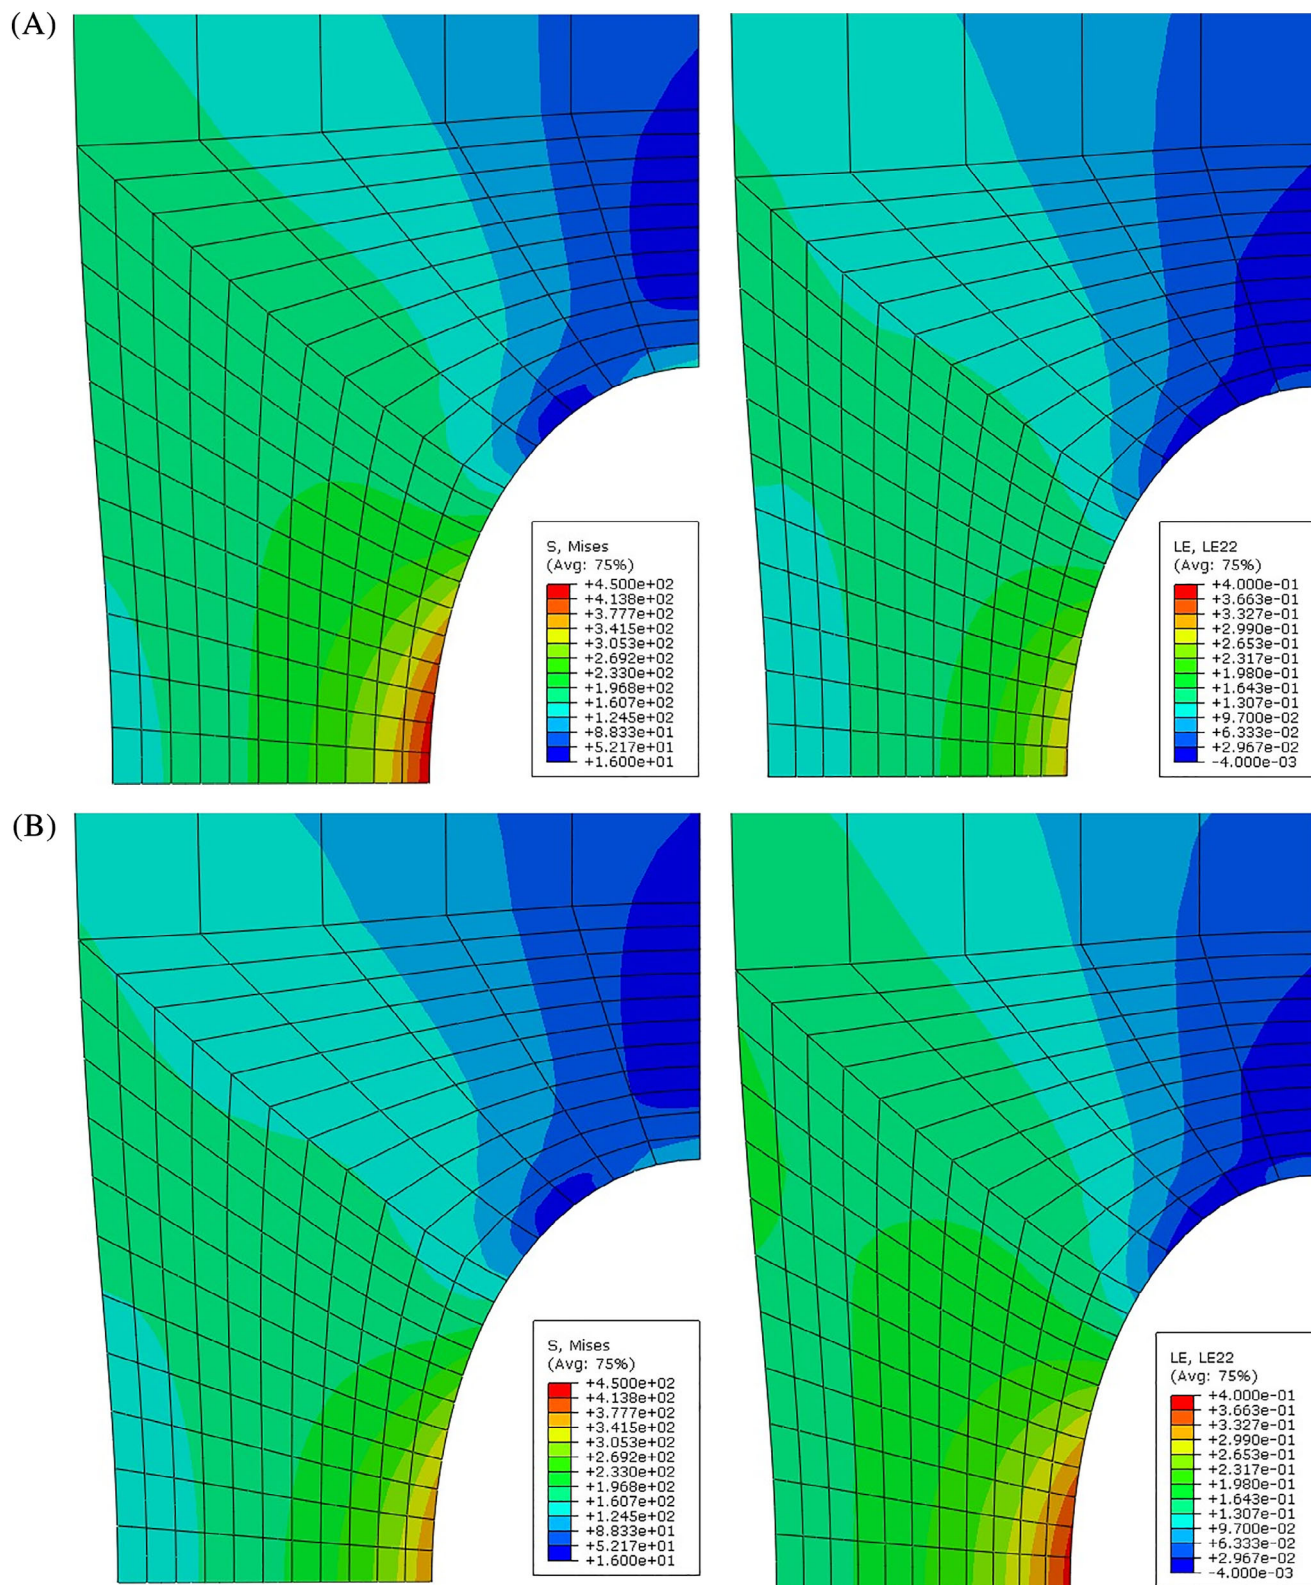 (A)
S, Mises
(Avg: 75%)
+4.500e+02
+4.138e+02
+3.777e+02
+3.415e+02
+3.053e+02
+2.692e+02
+2.330e+02
+1.968e+02
+1.607e+02
+1.245e+02
+8.833e+01
+5.217e+01
+1.600e+01
LE, LE22
(Avg: 75%)
+4.000e-01
+3.663e-01
+3.327e-01
+2.990e-01
+2.653e-01
+2.317e-01
+1.980e-01
+1.643e-01
+1.307e-01
+9.700e-02
+6.333e-02
+2.967e-02
-4.000e-03
(B)
S, Mises
(Avg: 75%)
+4.500e+02
+4.138e+02
+3.777e+02
+3.415e+02
+3.053e+02
+2.692e+02
+2.330e+02
+1.968e+02
+1.607e+02
+1.245e+02
+8.833e+01
+5.217e+01
+1.600e+01
LE, LE22
(Avg: 75%)
+4.000e-01
+3.663e-01
+3.327e-01
+2.990e-01
+2.653e-01
+2.317e-01
+1.980e-01
+1.643e-01
+1.307e-01
+9.700e-02
+6.333e-02
+2.967e-02
-4.000e-03